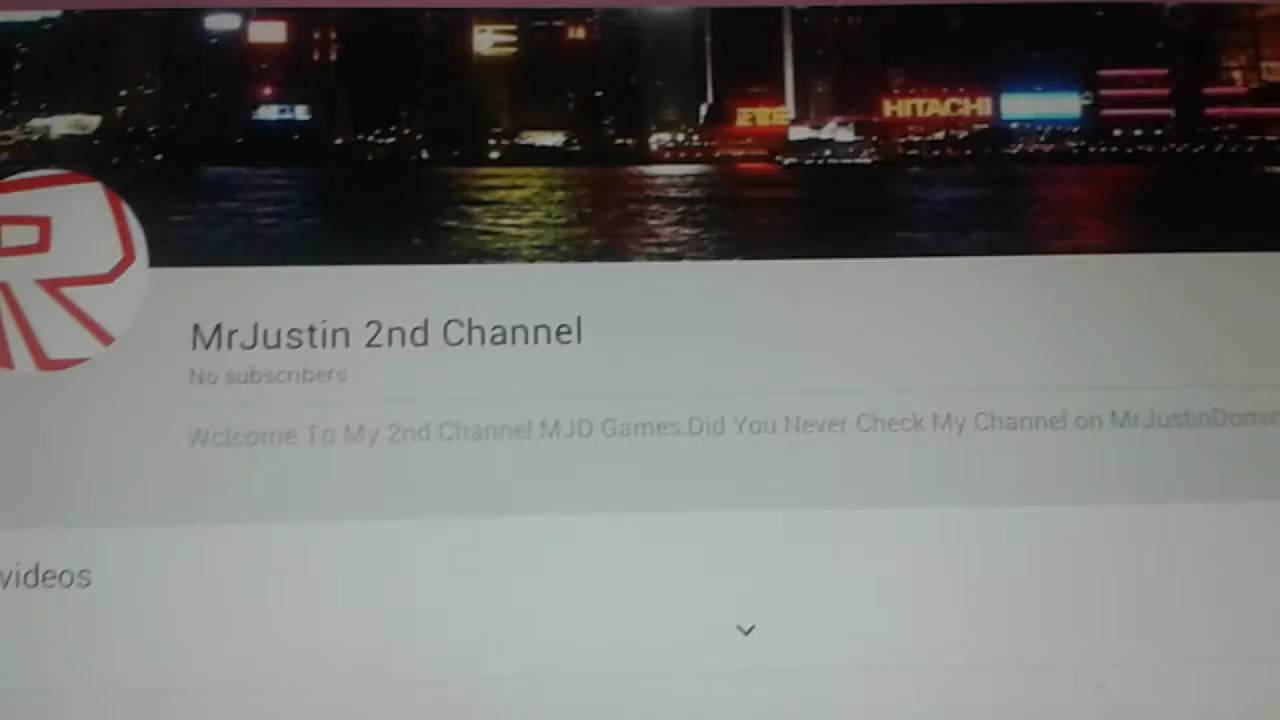 HITACHI
R
MrJustin 2nd Channel
No subscribers
Welcome To My 2nd Channel MJD Games.Did You Never Check My Channel on MrJustinDomi
videos